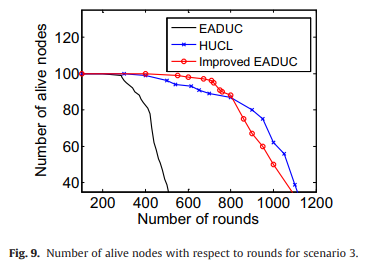 EADUC
HUCL
Improved EADUC
Number of alive nodes
120
100
80
60
40
200 400 600 800 1000 1200
Number of rounds
Fig. 9. Number of alive nodes with respect to rounds for scenario 3.